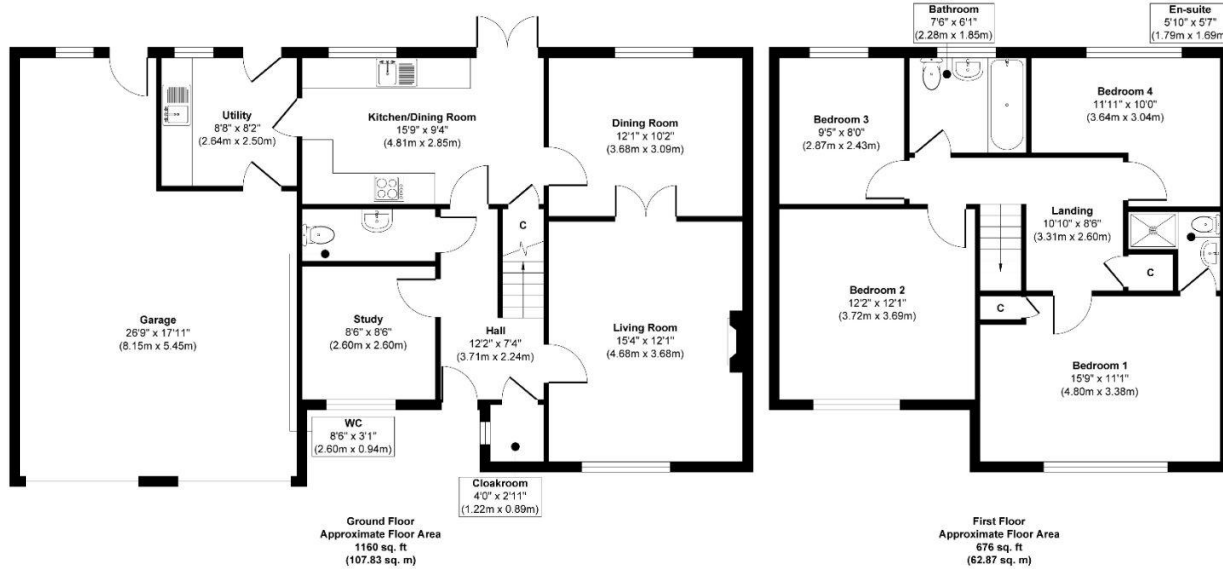 Bathroom
7'6" x 6'1"
(2.28m x 1.85m)
En-suite
5'10" x 5'7"
(1.79m x 1.69m)
Utility
8'8" x 8'2"
(2.64m x 2.50m)
Kitchen/Dining Room
15'9" x 9'4"
(4.81m x 2.85m)
Dining Room
12'1" x 10'2"
(3.68m x 3.09m)
Bedroom 3
9'5" x 8'0"
(2.87m x 2.43m)
Bedroom 4
11'11" x 10'0"
(3.64m x 3.04m)
C
Landing
10'10" x 8'6"
(3.31m x 2.60m)
C
Garage
26'9" x 17'11"
(8.15m x 5.45m)
Study
8'6" x 8'6"
(2.60m x 2.60m)
Hall
12'2" x 7'4"
(3.71m x 2.24m)
Living Room
15'4" x 12'1"
(4.68m x 3.68m)
Bedroom 2
12'2" x 12'1"
(3.72m x 3.69m)
C
Bedroom 1
15'9" x 11'1"
(4.80m x 3.38m)
WC
8'6" x 3'1"
(2.60m x 0.94m)
Cloakroom
4'0" x 2'11"
(1.22m x 0.89m)
Ground Floor
Approximate Floor Area
1160 sq. ft
(107.83 sq. m)
First Floor
Approximate Floor Area
676 sq. ft
(62.87 sq. m)